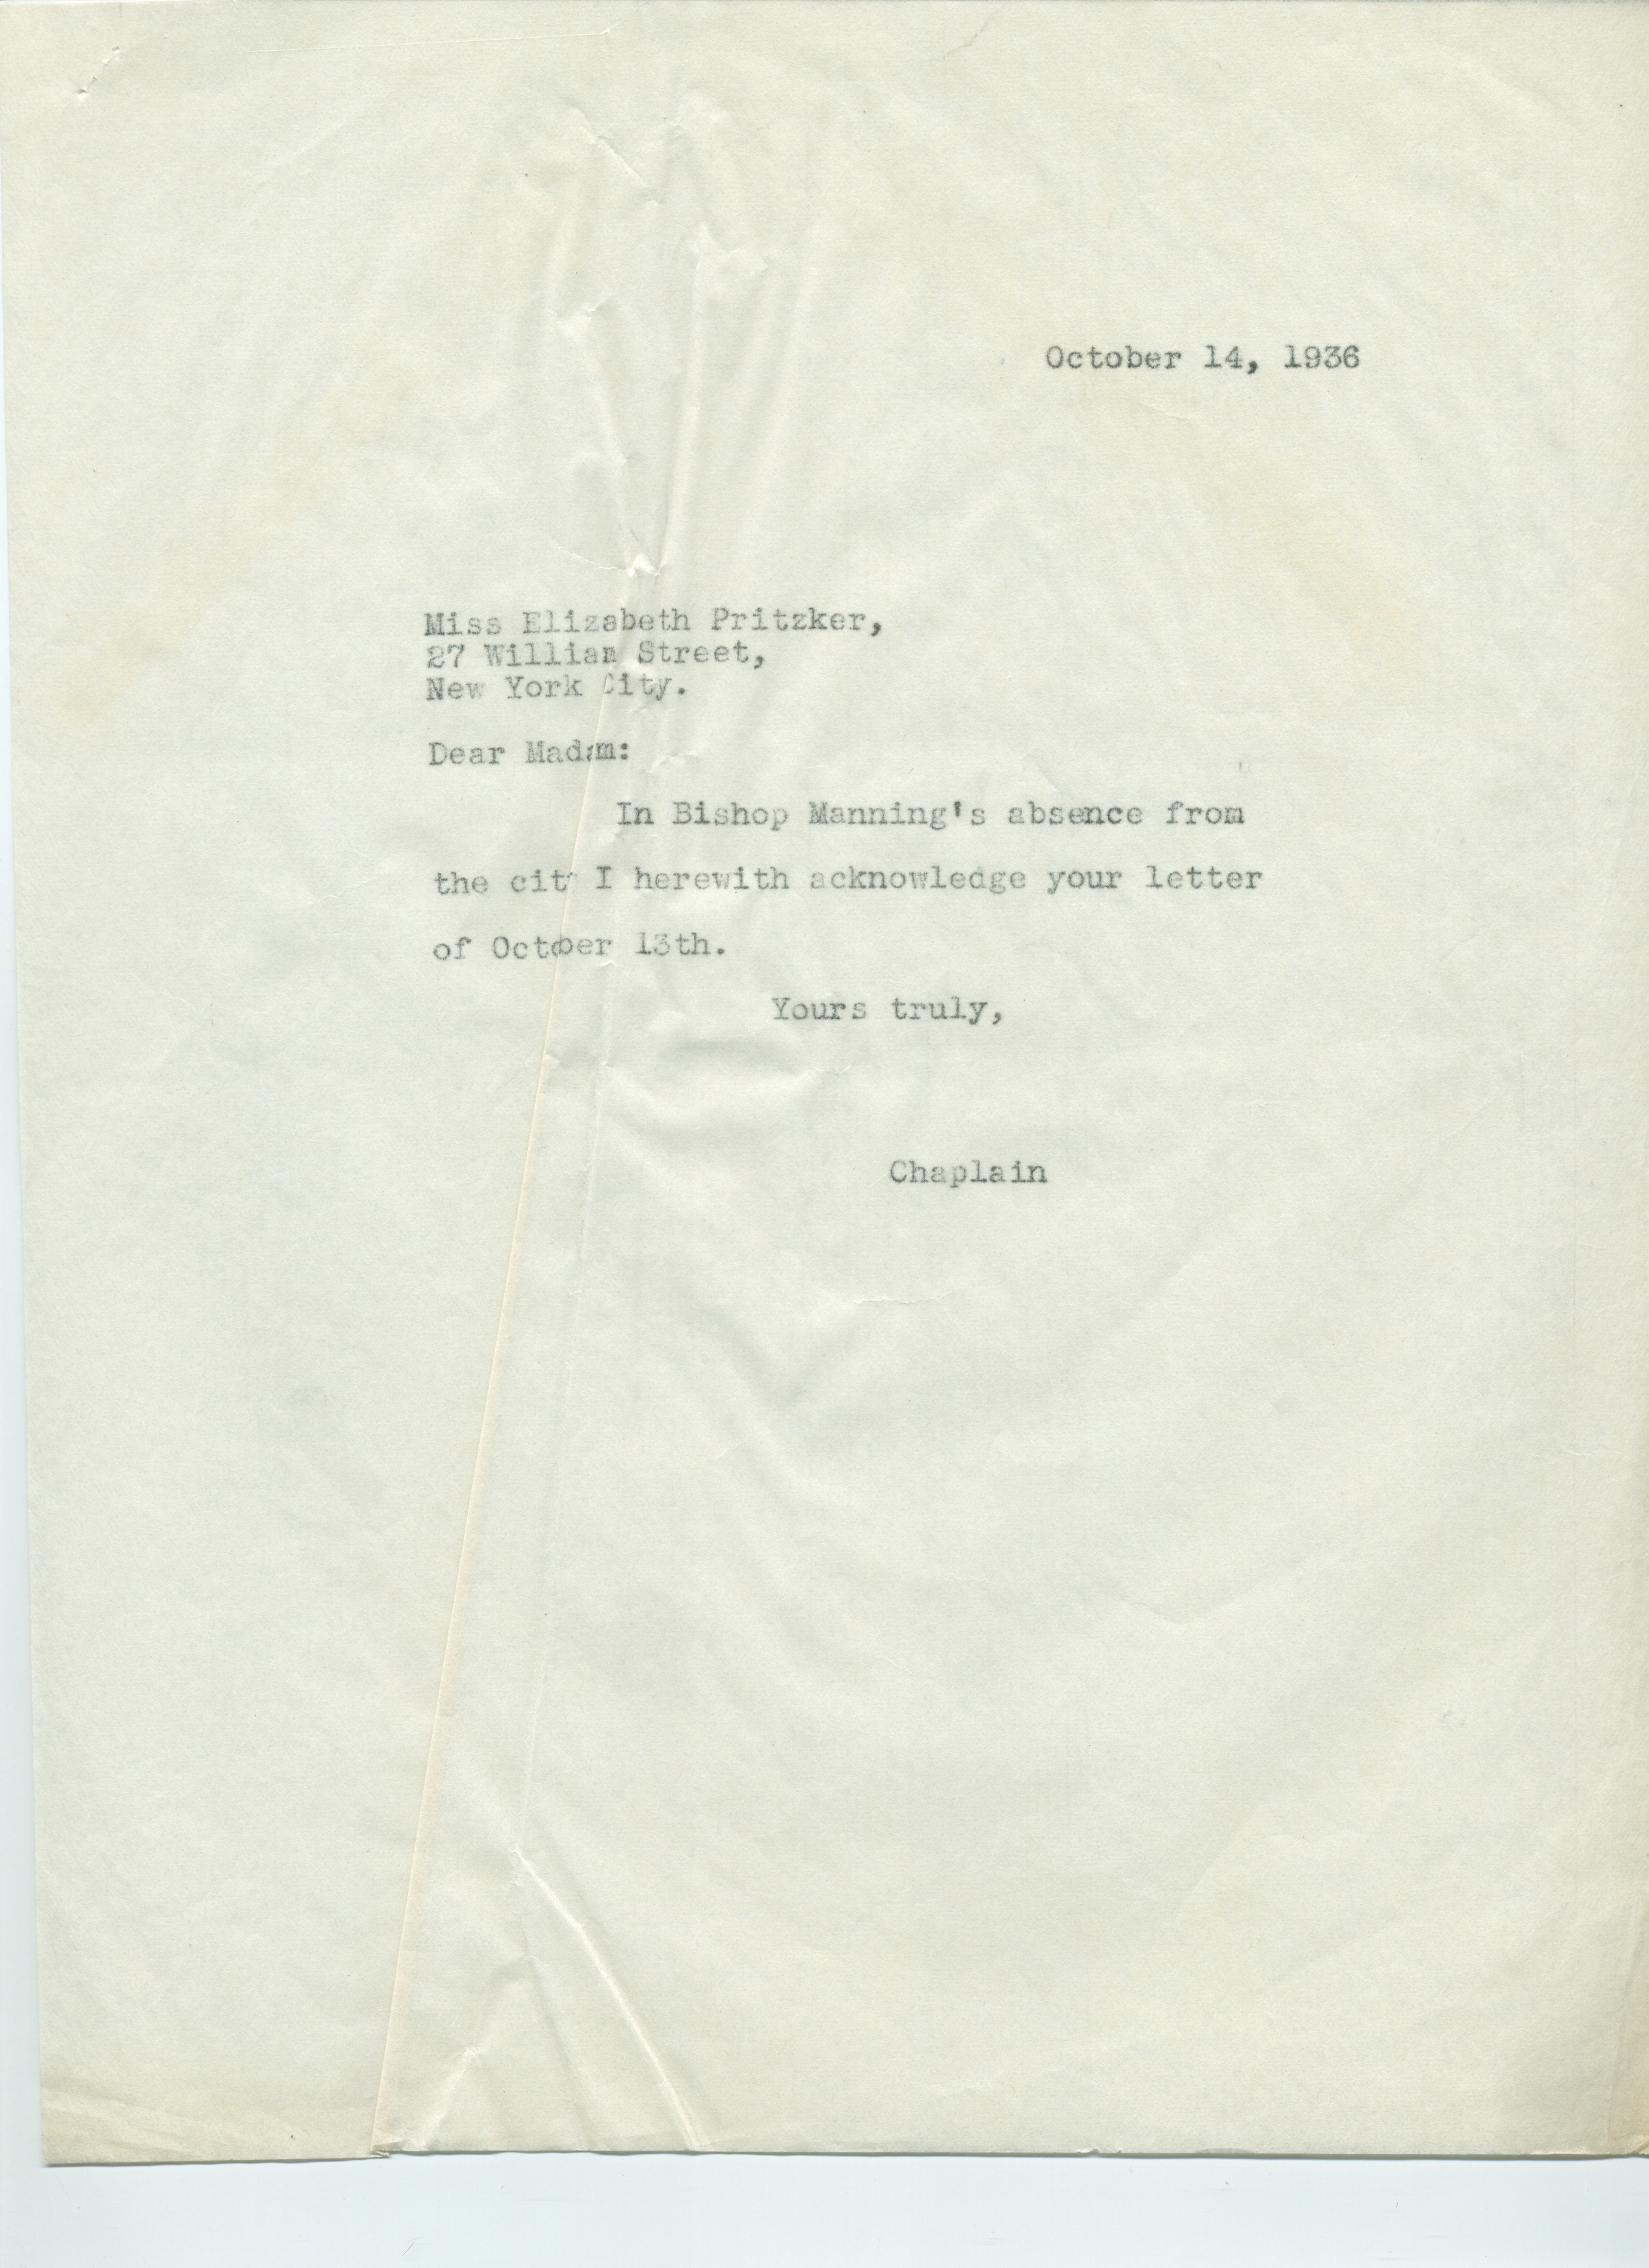 October 14, 1936
Miss Elizabeth Pritzker,
27 William Street,
New York City.
Dear Madam:
In Bishop Manning's absence from
the city I herewith acknowledge your letter
of October 13th.
Yours truly,
Chaplain